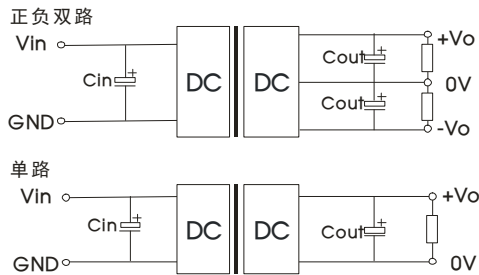 正负双路
Vin
+Vo
Cout
Cin
DC
DC
0V
Cout
GND
-Vo
单路
Vin
+Vo
Cin
DC
DC
Cout
GND
0V